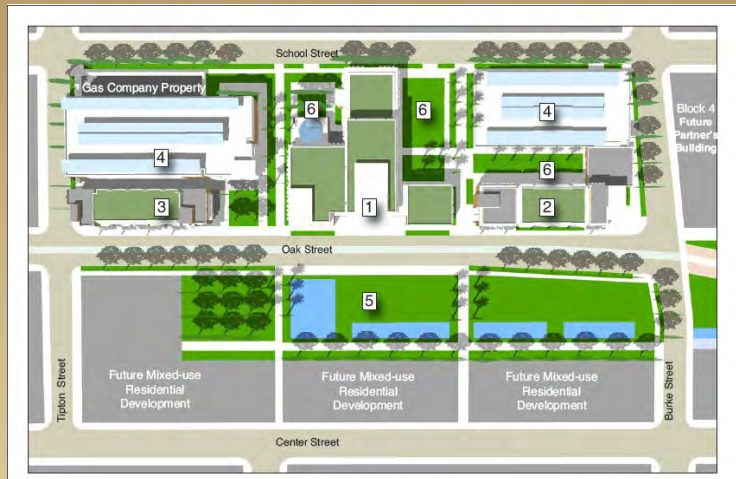 School Street
Gas Company Property
6
6
4
Block 4
Future
Partner's
Building
4
6
3
1
2
Oak Street
5
Tipton Street
Future Mixed-use
Residential
Development
Future Mixed-use
Residential
Development
Future Mixed-use
Residential
Development
Burke Street
Center Street